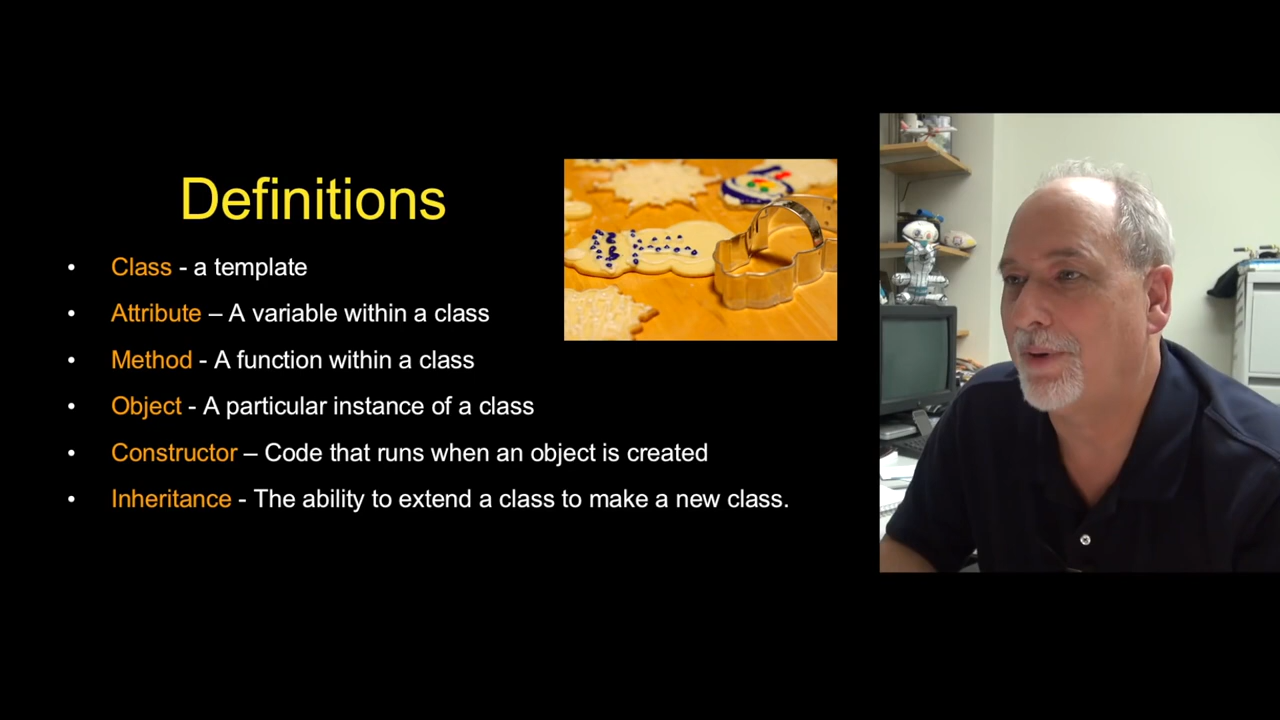 Definitions
• Class - a template
• Attribute – A variable within a class
• Method - A function within a class
• Object - A particular instance of a class
• Constructor – Code that runs when an object is created
• Inheritance - The ability to extend a class to make a new class.